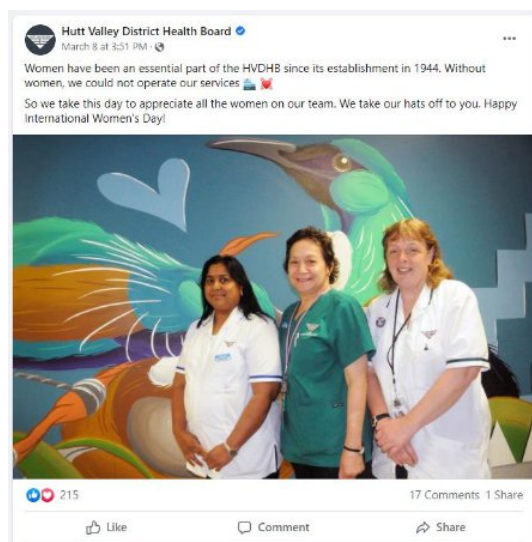 Hutt Valley District Health Board
March 8 at 3:51 PM ·
Women have been an essential part of the HVDHB since its establishment in 1944. Without
women, we could not operate our services
So we take this day to appreciate all the women on our team. We take our hats off to you. Happy
International Women's Day!
215
17 Comments 1 Share
Like Comment Share